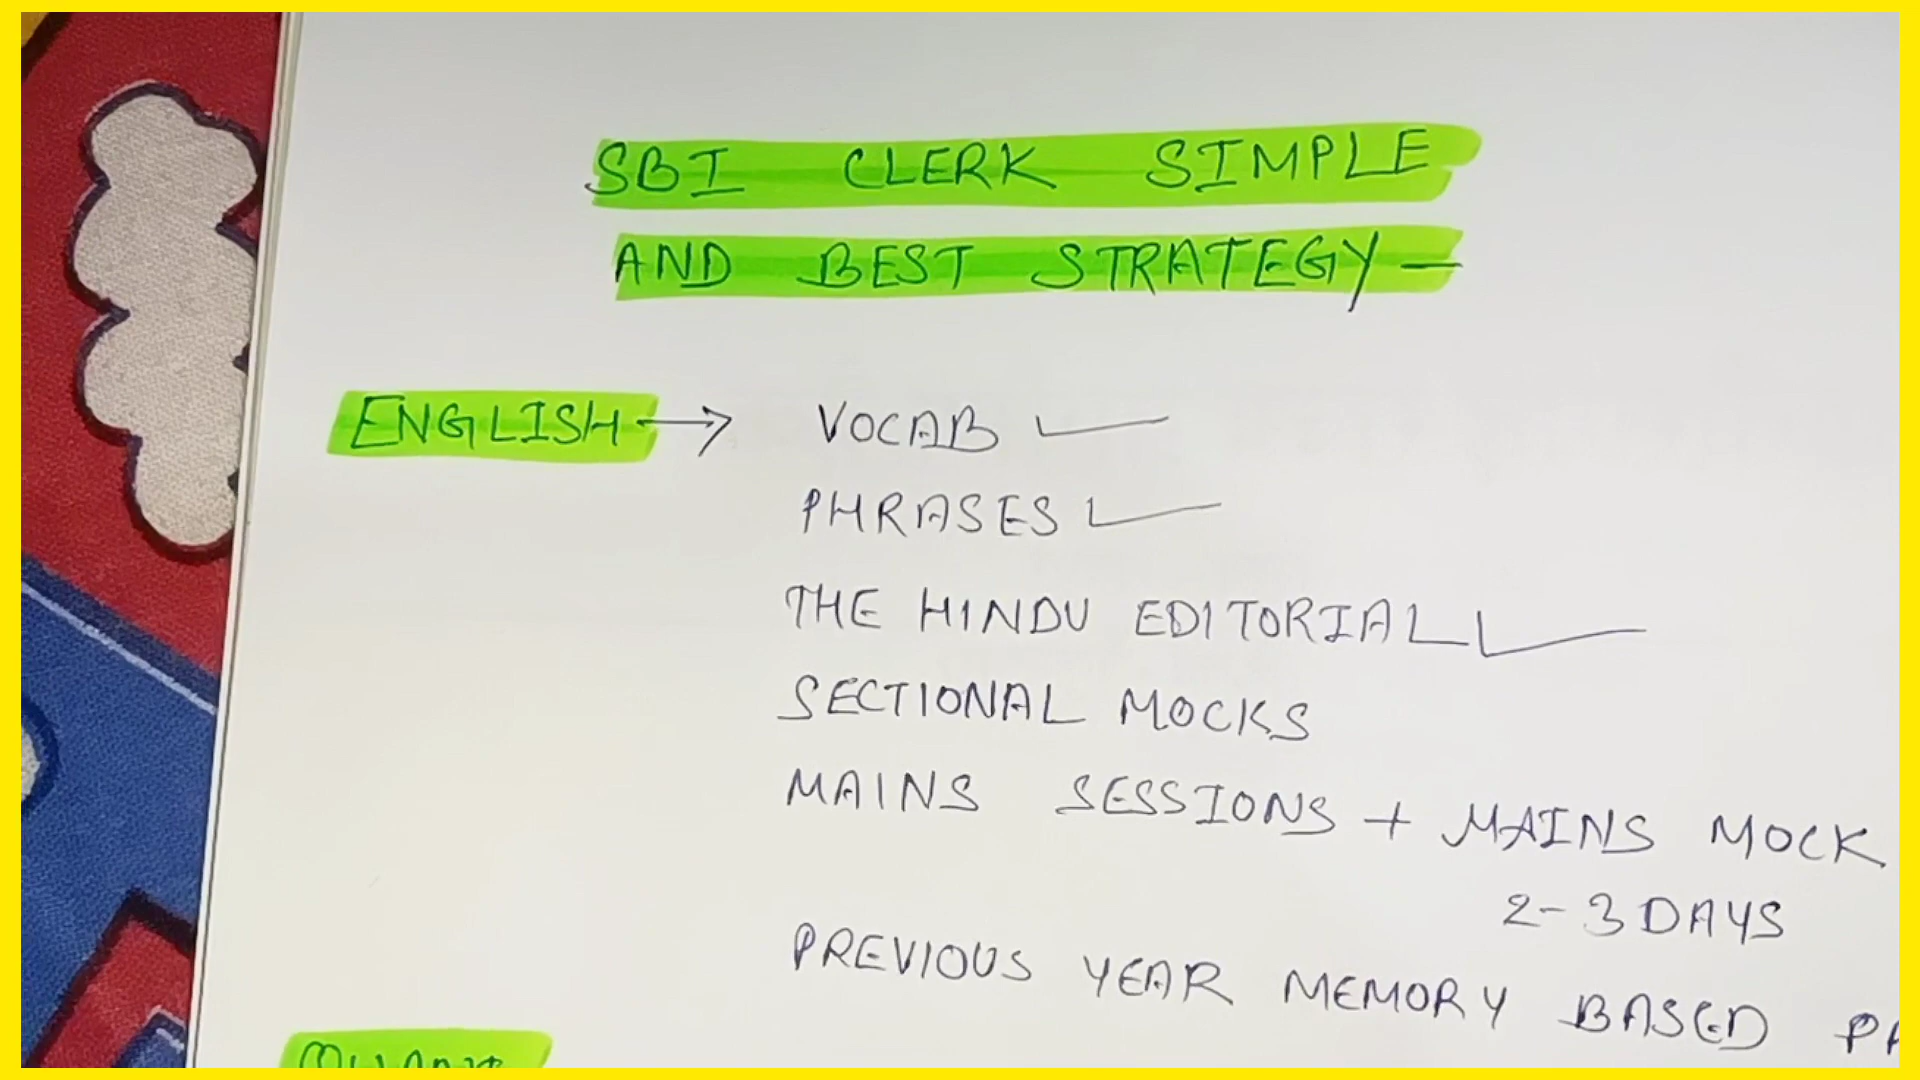 SBI CLERK SIMPLE
AND BEST STRATEGY -
ENGLISH → VOCAB
PHRASES
THE HINDU EDITORIAL
SECTIONAL MOCKS
MAINS SESSIONS + MAINS MOCK
2-3 DAYS
PREVIOUS YEAR MEMORY BASED